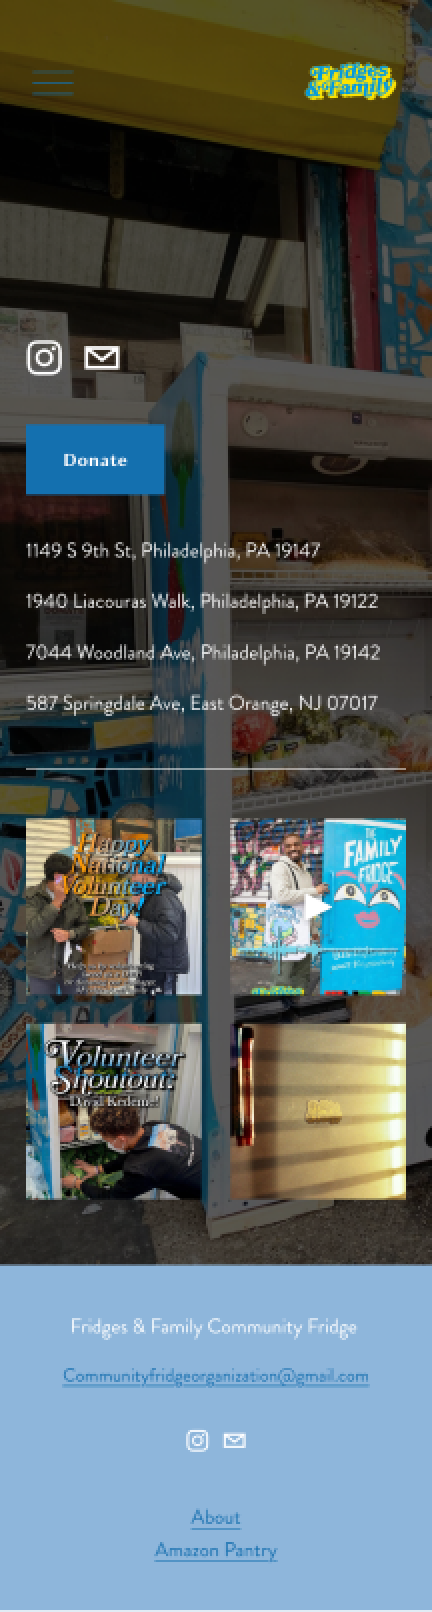 Fridges
& Family
Donate
1149 S 9th St, Philadelphia, PA 19147
1940 Liacouras Walk, Philadelphia, PA 19122
7044 Woodland Ave, Philadelphia, PA 19142
587 Springdale Ave, East Orange, NJ 07017
Happy
National
Volunteer
Day!
THE
FAMILY
FRIDGE
Volunteer
Shoutout:
Fridges & Family Community Fridge
Communityfridgeorganization@gmail.com
About
Amazon Pantry